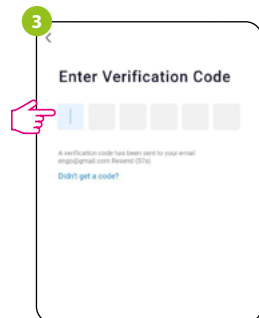 3
Enter Verification Code
A verification code has been sent to your email
engo@gmail.com Resend (57s)
Didn't get a code?